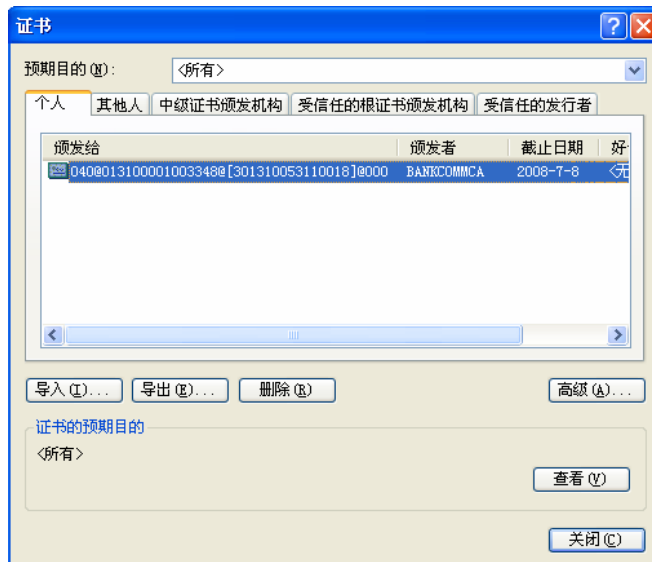 证书
预期目的(N): <所有>
个人 其他人 中级证书颁发机构 受信任的根证书颁发机构 受信任的发行者
颁发给 颁发者 截止日期 好
040@013100001003348@[301310053110018]@000 BANKCOMMCA 2008-7-8 <无
导入(I)... 导出(E)... 删除(R) 高级(A)...
证书的预期目的
<所有>
查看(V)
关闭(C)